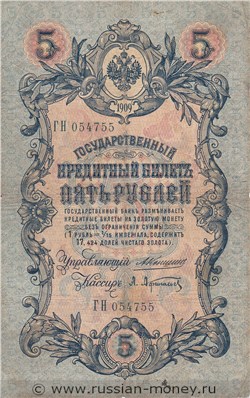 5 5
1909
ГН 054755
ГОСУДАРСТВЕННЫЙ
КРЕДИТНЫЙ БИЛЕТЪ
ПЯТЬ РУБЛЕЙ
ГОСУДАРСТВЕННЫЙ БАНКЪ РАЗМѢНИВАЕТЪ
КРЕДИТНЫЕ БИЛЕТЫ НА ЗОЛОТУЮ МОНЕТУ
БЕЗЪ ОГРАНИЧЕНІЯ СУММЫ
(1 РУБЛЬ = 1/15 ИМПЕРІАЛА, СОДЕРЖИТЪ
17,424 ДОЛЕЙ ЧИСТАГО ЗОЛОТА).
Управляющій
Кассиръ
ГН 054755
5 5
www.russian-money.ru